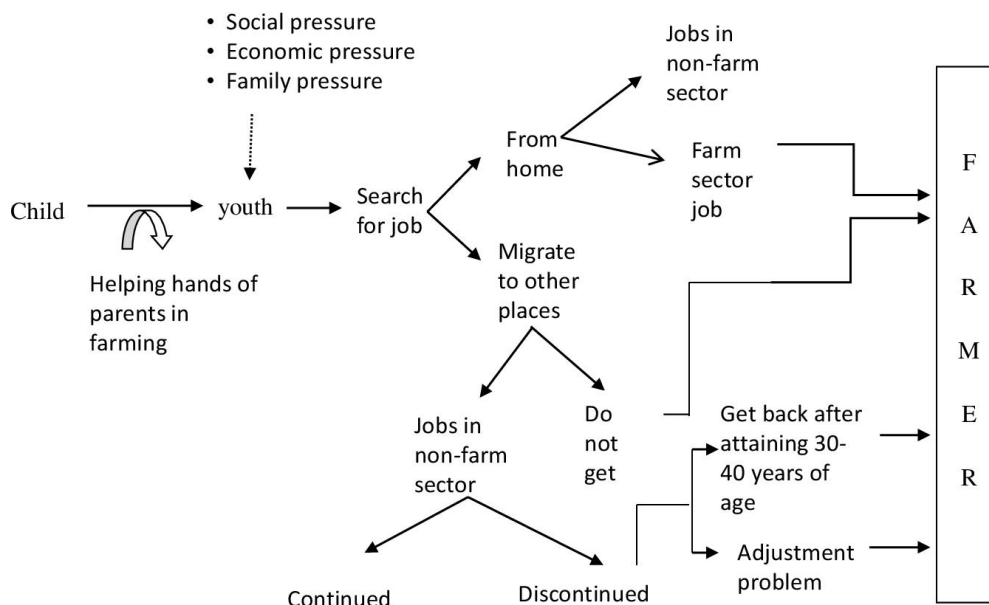 • Social pressure
• Economic pressure
• Family pressure
Jobs in
non-farm
sector
From
home
Farm
sector
job
Child
youth
Search
for job
Helping hands of
parents in
farming
Migrate
to other
places
Jobs in
non-farm
sector
Do
not
get
Get back after
attaining 30-
40 years of
age
Continued
Discontinued
Adjustment
problem
F
A
R
M
E
R